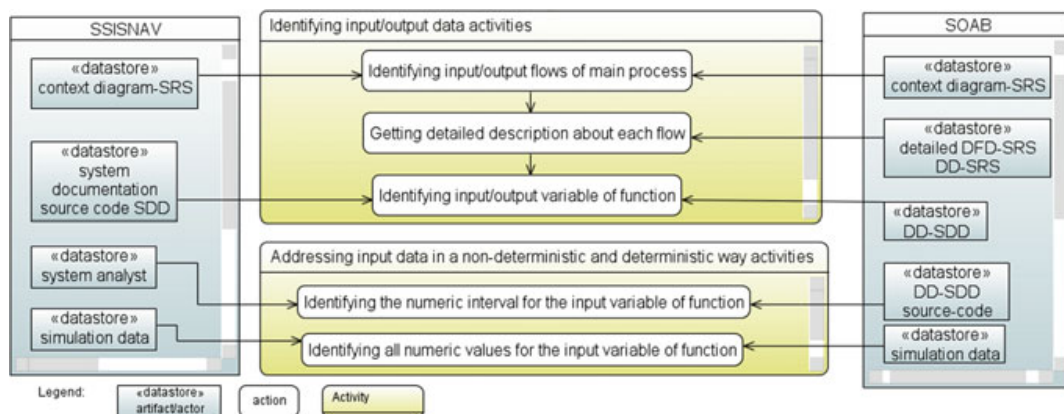 SSISNAV
«datastore»
context diagram-SRS
«datastore»
system
documentation
source code SDD
«datastore»
system analyst
«datastore»
simulation data
Identifying input/output data activities
Identifying input/output flows of main process
Getting detailed description about each flow
Identifying input/output variable of function
Addressing input data in a non-deterministic and deterministic way activities
Identifying the numeric interval for the input variable of function
Identifying all numeric values for the input variable of function
SOAB
«datastore»
context diagram-SRS
«datastore»
detailed DFD-SRS
DD-SRS
«datastore»
DD-SDD
«datastore»
DD-SDD
source-code
«datastore»
simulation data
Legend:
«datastore»
artifact/actor
action
Activity